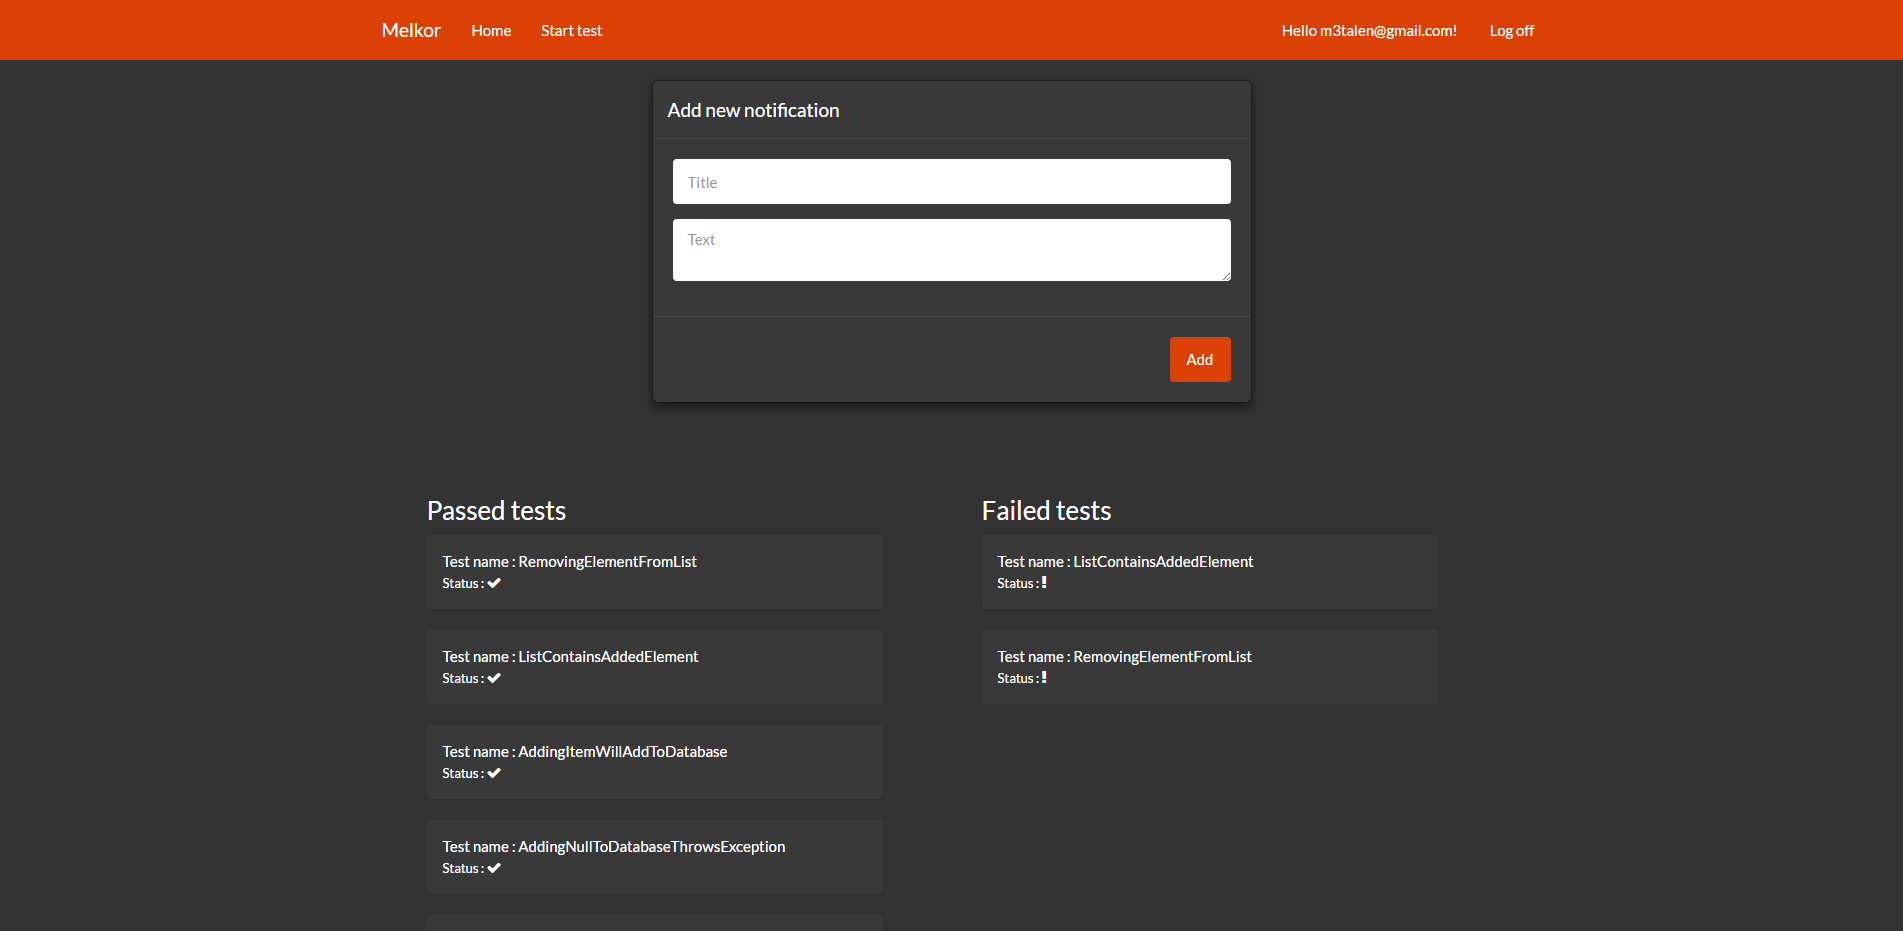 Melkor Home Start test Hello m3talen@gmail.com! Log off
Add new notification
Title
Text
Add
Passed tests
Test name : RemovingElementFromList
Status :
Test name : ListContainsAddedElement
Status :
Test name : AddingItemWillAddToDatabase
Status :
Test name : AddingNullToDatabaseThrowsException
Status :
Failed tests
Test name : ListContainsAddedElement
Status :
Test name : RemovingElementFromList
Status :